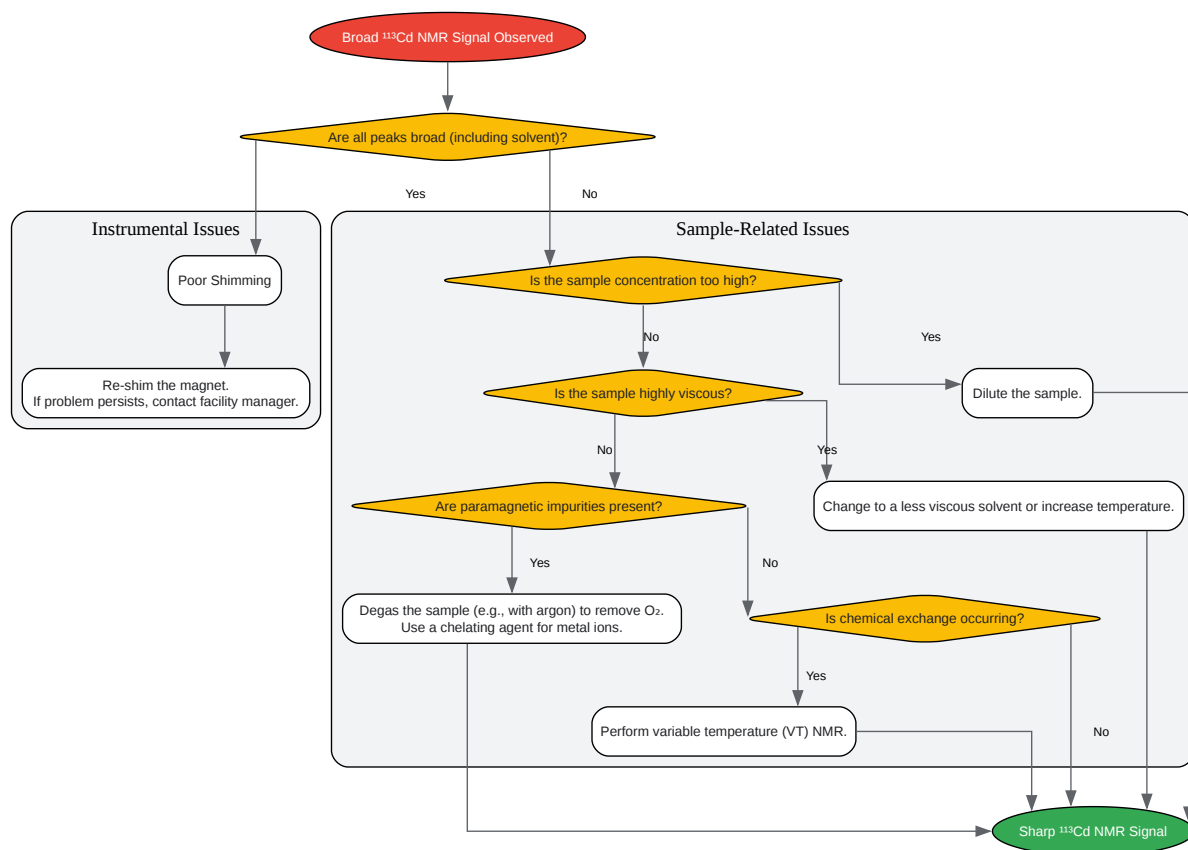 Broad ¹¹³Cd NMR Signal Observed
Are all peaks broad (including solvent)?
Yes
No
Instrumental Issues
Sample-Related Issues
Poor Shimming
Is the sample concentration too high?
No
Yes
Re-shim the magnet.
If problem persists, contact facility manager.
Is the sample highly viscous?
Dilute the sample.
No
Yes
Are paramagnetic impurities present?
Change to a less viscous solvent or increase temperature.
Yes
No
Degas the sample (e.g., with argon) to remove O₂.
Use a chelating agent for metal ions.
Is chemical exchange occurring?
Yes
Perform variable temperature (VT) NMR.
No
Sharp ¹¹³Cd NMR Signal